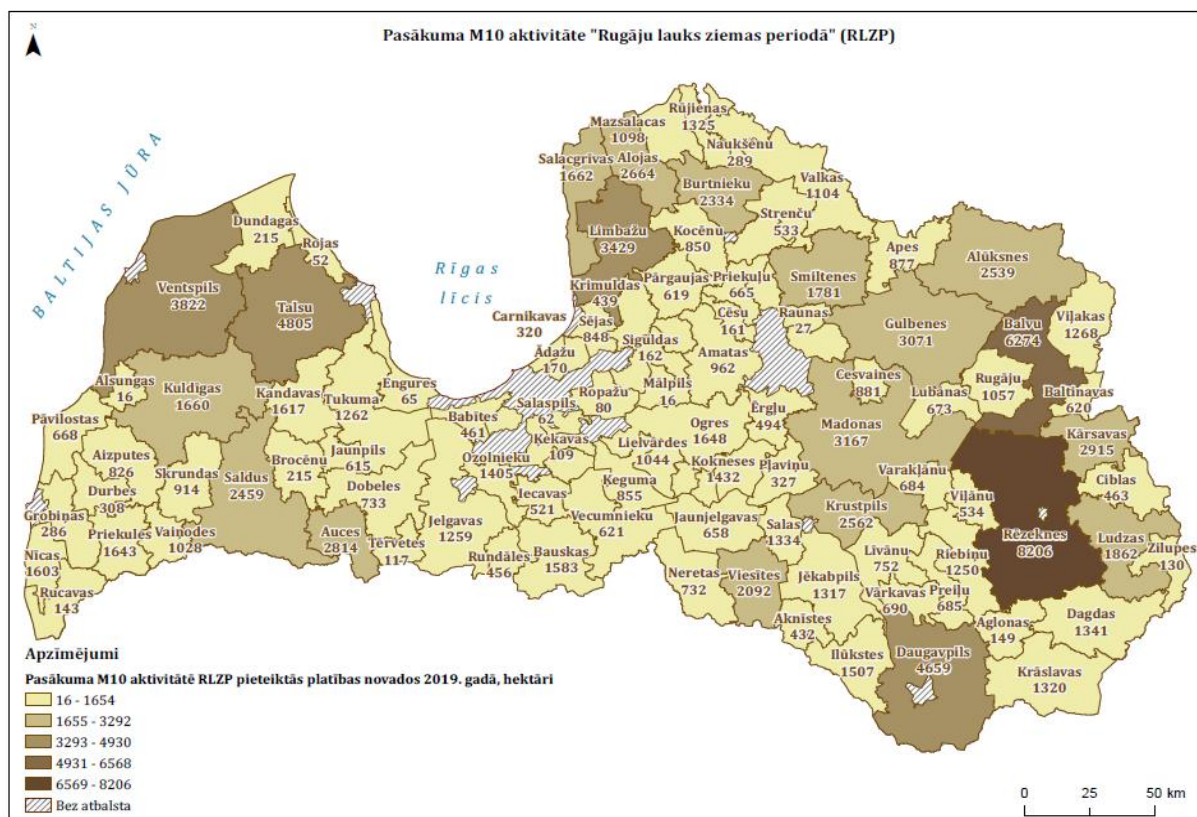 N
Pasākuma M10 aktivitāte "Rugāju lauks ziemas periodā" (RLZP)
BALTIJAS JŪRA
Rīgas
līcis
Rūjienas
1325
Mazsalacas
1098
Naukšēnu
289
Salacgrīvas
1662
Alojas
2664
Burtnieku
2334
Valkas
1104
Strenču
533
Dundagas
215
Rojas
52
Limbažu
3429
Kocēnu
850
Apes
877
Alūksnes
2539
Ventspils
3822
Talsu
4805
Krimuldas
439
Pārgaujas
619
Priekuļu
665
Smiltenes
1781
Carnikavas
320
Sējas
848
Cēsu
161
Raunas
27
Gulbenes
3071
Balvu
6274
Viļakas
1268
Ādažu
170
Siguldas
162
Amatas
962
Alsungas
16
Kuldīgas
1660
Kandavas
1617
Tukuma
1262
Engures
65
Salaspils
62
Ropažu
80
Mālpils
16
Cesvaines
881
Lubānas
673
Rugāju
1057
Baltinavas
620
Pāvilostas
668
Babītes
461
Ķekavas
109
Ogres
1648
Ērgļu
494
Madonas
3167
Kārsavas
2915
Aizputes
826
Skrundas
914
Saldus
2459
Brocēnu
215
Jaunpils
615
Ozolnieku
1405
Lielvārdes
1044
Kokneses
1432
Pļaviņu
327
Varakļānu
684
Ciblas
463
Durbes
308
Dobeles
733
Iecavas
521
Ķeguma
855
Viļānu
534
Grobiņas
286
Priekules
1643
Vaiņodes
1028
Auces
2814
Tērvetes
117
Jelgavas
1259
Vecumnieku
621
Jaunjelgavas
658
Salas
1334
Krustpils
2562
Rēzeknes
8206
Ludzas
1862
Zilupes
130
Nīcas
1603
Rucavas
143
Rundāles
456
Bauskas
1583
Neretas
732
Viesītes
2092
Jēkabpils
1317
Līvānu
752
Riebiņu
1250
Vārkavas
690
Preiļu
685
Aknīstes
432
Aglonas
149
Dagdas
1341
Ilūkstes
1507
Daugavpils
4659
Krāslavas
1320
Apzīmējumi
Pasākuma M10 aktivitātē RLZP pieteiktās platības novados 2019. gadā, hektāri
16 - 1654
1655 - 3292
3293 - 4930
4931 - 6568
6569 - 8206
Bez atbalsta
0 25 50 km